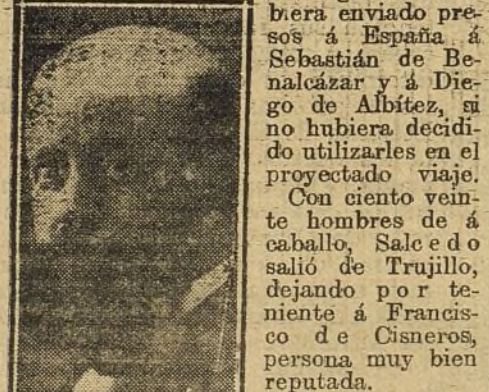 biera enviado pre-
sos á España á
Sebastián de Be-
nalcázar y á Die-
go de Albítez, si
no hubiera decidi-
do utilizarles en el
proyectado viaje.
Con ciento vein-
te hombres de á
caballo, Salcedo
salió de Trujillo,
dejando por te-
niente á Francis-
co de Cisneros,
persona muy bien
reputada.